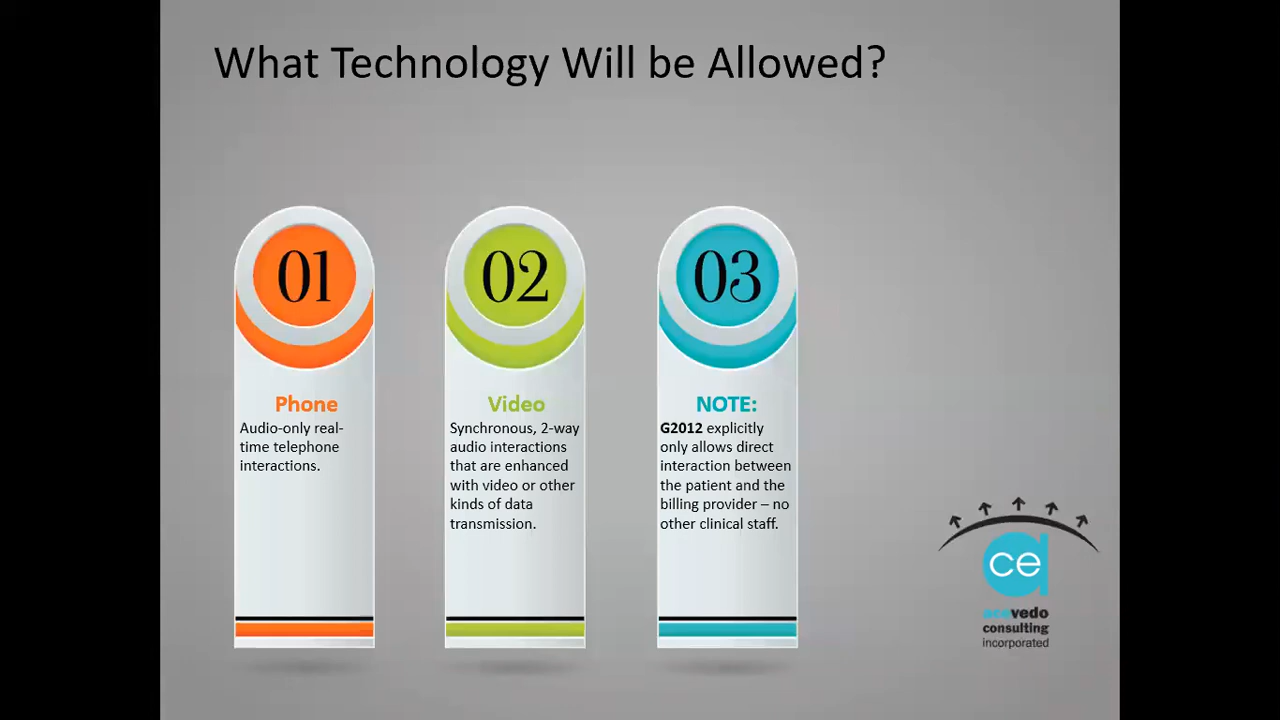 What Technology Will be Allowed?
01
Phone
Audio-only real-
time telephone
interactions.
02
Video
Synchronous, 2-way
audio interactions
that are enhanced
with video or other
kinds of data
transmission.
03
NOTE:
G2012 explicitly
only allows direct
interaction between
the patient and the
billing provider – no
other clinical staff.
ce
acevedo
consulting
incorporated